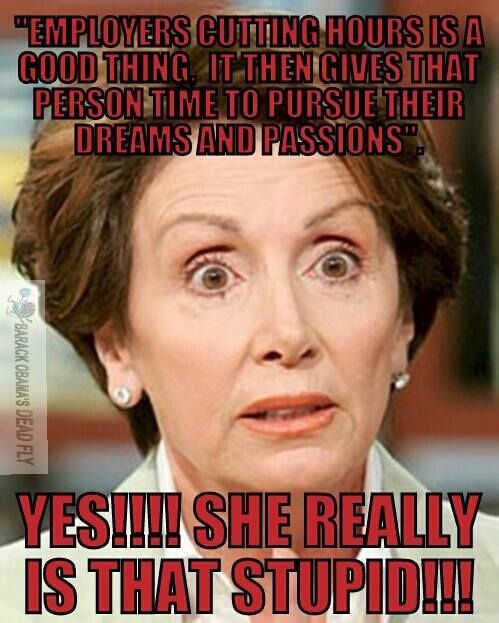 "EMPLOYERS CUTTING HOURS IS A
GOOD THING, IT THEN GIVES THAT
PERSON TIME TO PURSUE THEIR
DREAMS AND PASSIONS".
BARACK OBAMA'S DEAD FLY
YES!!!! SHE REALLY
IS THAT STUPID!!!